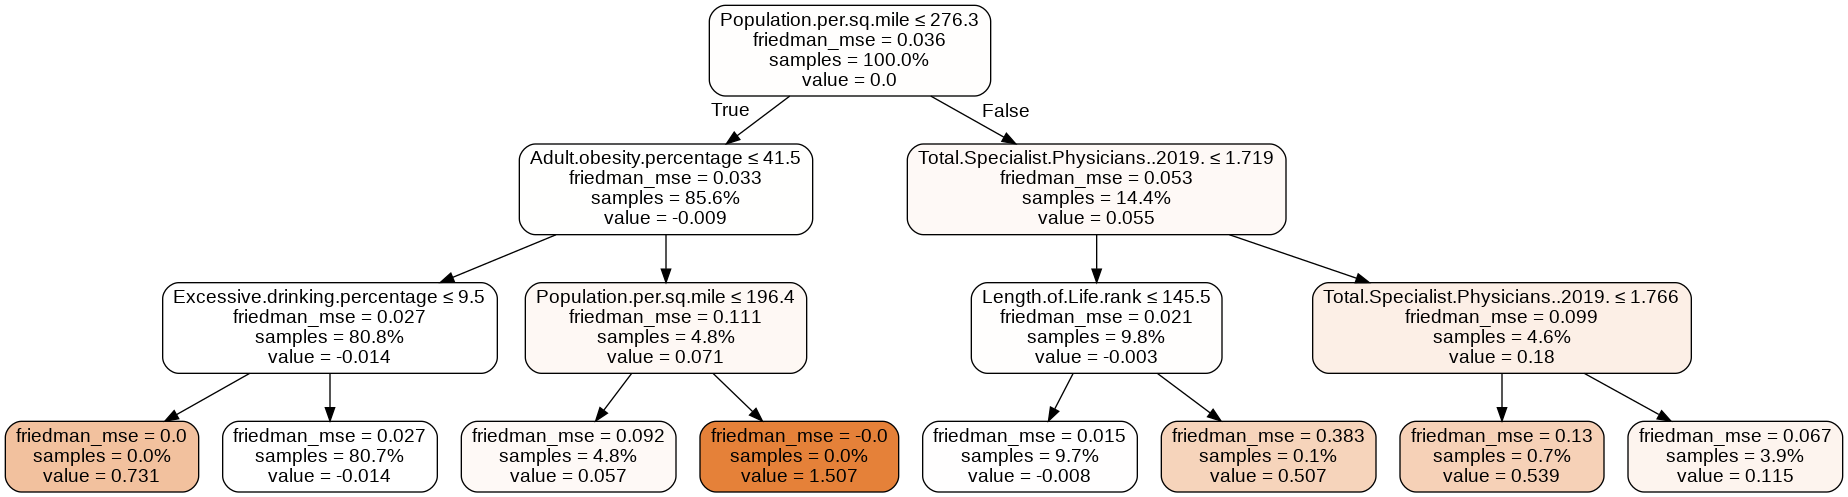 Population.per.sq.mile ≤ 276.3
friedman_mse = 0.036
samples = 100.0%
value = 0.0
True
False
Adult.obesity.percentage ≤ 41.5
friedman_mse = 0.033
samples = 85.6%
value = -0.009
Total.Specialist.Physicians..2019. ≤ 1.719
friedman_mse = 0.053
samples = 14.4%
value = 0.055
Excessive.drinking.percentage ≤ 9.5
friedman_mse = 0.027
samples = 80.8%
value = -0.014
Population.per.sq.mile ≤ 196.4
friedman_mse = 0.111
samples = 4.8%
value = 0.071
Length.of.Life.rank ≤ 145.5
friedman_mse = 0.021
samples = 9.8%
value = -0.003
Total.Specialist.Physicians..2019. ≤ 1.766
friedman_mse = 0.099
samples = 4.6%
value = 0.18
friedman_mse = 0.0
samples = 0.0%
value = 0.731
friedman_mse = 0.027
samples = 80.7%
value = -0.014
friedman_mse = 0.092
samples = 4.8%
value = 0.057
friedman_mse = -0.0
samples = 0.0%
value = 1.507
friedman_mse = 0.015
samples = 9.7%
value = -0.008
friedman_mse = 0.383
samples = 0.1%
value = 0.507
friedman_mse = 0.13
samples = 0.7%
value = 0.539
friedman_mse = 0.067
samples = 3.9%
value = 0.115